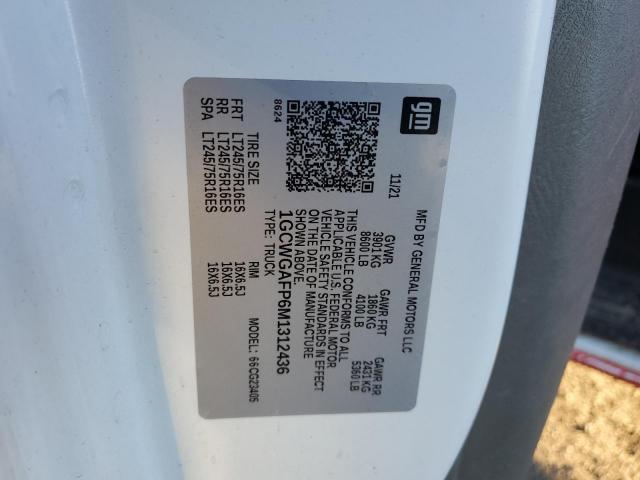 gm
MFD BY GENERAL MOTORS LLC
11/21
GVWR GAWR FRT GAWR RR
3901 KG 1860 KG 2431 KG
8600 LB 4100 LB 5360 LB
THIS VEHICLE CONFORMS TO ALL
APPLICABLE U.S. FEDERAL MOTOR
VEHICLE SAFETY STANDARDS IN EFFECT
ON THE DATE OF MANUFACTURE
SHOWN ABOVE.
1GCWGAFP6M1312436
TYPE: TRUCK MODEL: 66CG23405
8624
TIRE SIZE RIM
FRT LT245/75R16ES 16X6.5J
RR LT245/75R16ES 16X6.5J
SPA LT245/75R16ES 16X6.5J